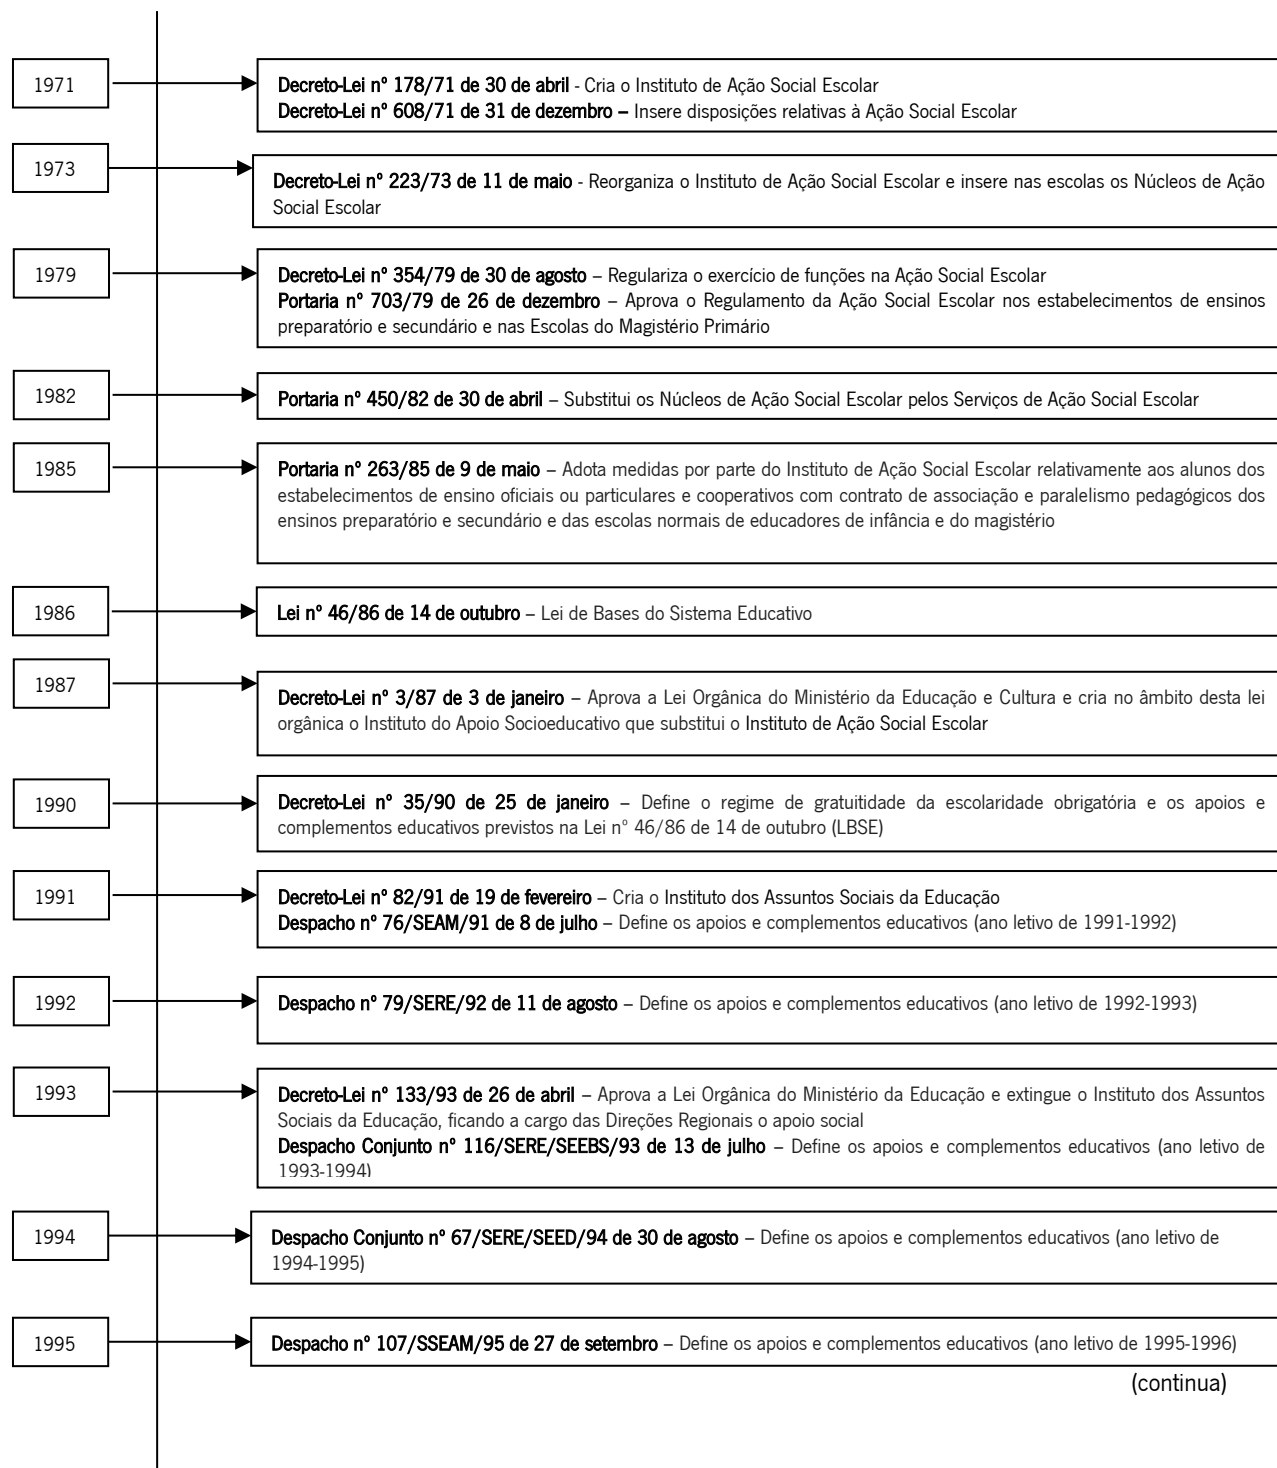 1971
Decreto-Lei nº 178/71 de 30 de abril - Cria o Instituto de Ação Social Escolar
Decreto-Lei nº 608/71 de 31 de dezembro – Insere disposições relativas à Ação Social Escolar
1973
Decreto-Lei nº 223/73 de 11 de maio - Reorganiza o Instituto de Ação Social Escolar e insere nas escolas os Núcleos de Ação
Social Escolar
1979
Decreto-Lei nº 354/79 de 30 de agosto – Regulariza o exercício de funções na Ação Social Escolar
Portaria nº 703/79 de 26 de dezembro – Aprova o Regulamento da Ação Social Escolar nos estabelecimentos de ensinos
preparatório e secundário e nas Escolas do Magistério Primário
1982
Portaria nº 450/82 de 30 de abril – Substitui os Núcleos de Ação Social Escolar pelos Serviços de Ação Social Escolar
1985
Portaria nº 263/85 de 9 de maio – Adota medidas por parte do Instituto de Ação Social Escolar relativamente aos alunos dos
estabelecimentos de ensino oficiais ou particulares e cooperativos com contrato de associação e paralelismo pedagógicos dos
ensinos preparatório e secundário e das escolas normais de educadores de infância e do magistério
1986
Lei nº 46/86 de 14 de outubro – Lei de Bases do Sistema Educativo
1987
Decreto-Lei nº 3/87 de 3 de janeiro – Aprova a Lei Orgânica do Ministério da Educação e Cultura e cria no âmbito desta lei
orgânica o Instituto do Apoio Socioeducativo que substitui o Instituto de Ação Social Escolar
1990
Decreto-Lei nº 35/90 de 25 de janeiro – Define o regime de gratuitidade da escolaridade obrigatória e os apoios e
complementos educativos previstos na Lei n° 46/86 de 14 de outubro (LBSE)
1991
Decreto-Lei nº 82/91 de 19 de fevereiro – Cria o Instituto dos Assuntos Sociais da Educação
Despacho nº 76/SEAM/91 de 8 de julho – Define os apoios e complementos educativos (ano letivo de 1991-1992)
1992
Despacho nº 79/SERE/92 de 11 de agosto – Define os apoios e complementos educativos (ano letivo de 1992-1993)
1993
Decreto-Lei nº 133/93 de 26 de abril – Aprova a Lei Orgânica do Ministério da Educação e extingue o Instituto dos Assuntos
Sociais da Educação, ficando a cargo das Direções Regionais o apoio social
Despacho Conjunto nº 116/SERE/SEEBS/93 de 13 de julho – Define os apoios e complementos educativos (ano letivo de
1993-1994)
1994
Despacho Conjunto nº 67/SERE/SEED/94 de 30 de agosto – Define os apoios e complementos educativos (ano letivo de
1994-1995)
1995
Despacho nº 107/SSEAM/95 de 27 de setembro – Define os apoios e complementos educativos (ano letivo de 1995-1996)
(continua)